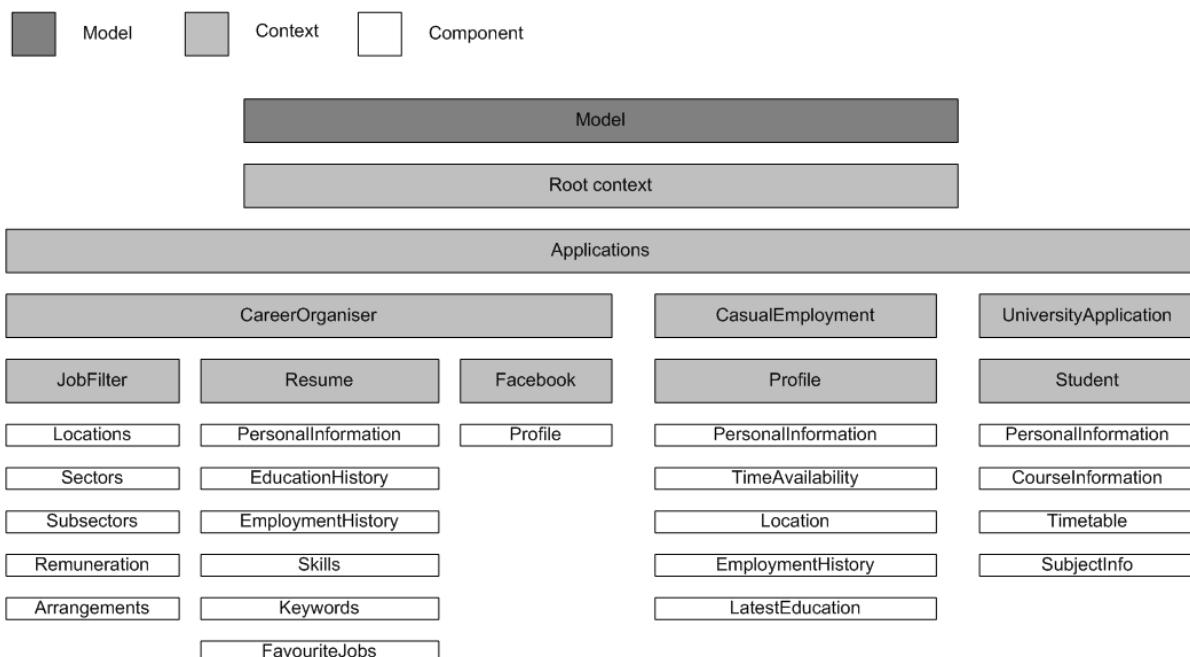 Model Context Component
Model
Root context
Applications
CareerOrganiser CasualEmployment UniversityApplication
JobFilter Resume Facebook Profile Student
Locations PersonalInformation Profile PersonalInformation PersonalInformation
Sectors EducationHistory TimeAvailability CourseInformation
Subsectors EmploymentHistory Location Timetable
Remuneration Skills EmploymentHistory SubjectInfo
Arrangements Keywords LatestEducation
FavouriteJobs